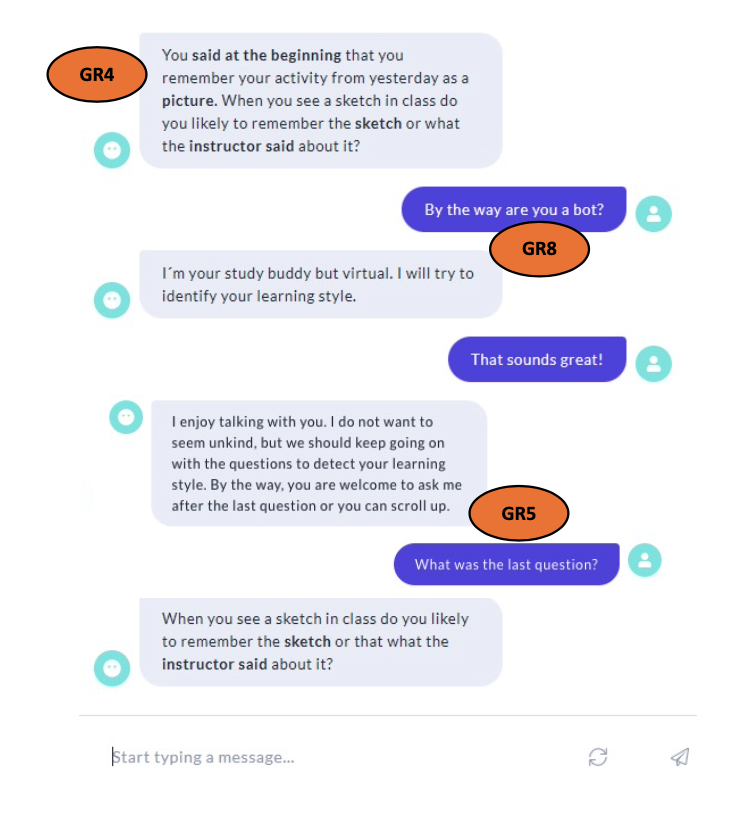 GR4
You said at the beginning that you
remember your activity from yesterday as a
picture. When you see a sketch in class do
you likely to remember the sketch or what
the instructor said about it?
By the way are you a bot?
GR8
I´m your study buddy but virtual. I will try to
identify your learning style.
That sounds great!
I enjoy talking with you. I do not want to
seem unkind, but we should keep going on
with the questions to detect your learning
style. By the way, you are welcome to ask me
after the last question or you can scroll up.
GR5
What was the last question?
When you see a sketch in class do you likely
to remember the sketch or that what the
instructor said about it?
Start typing a message...